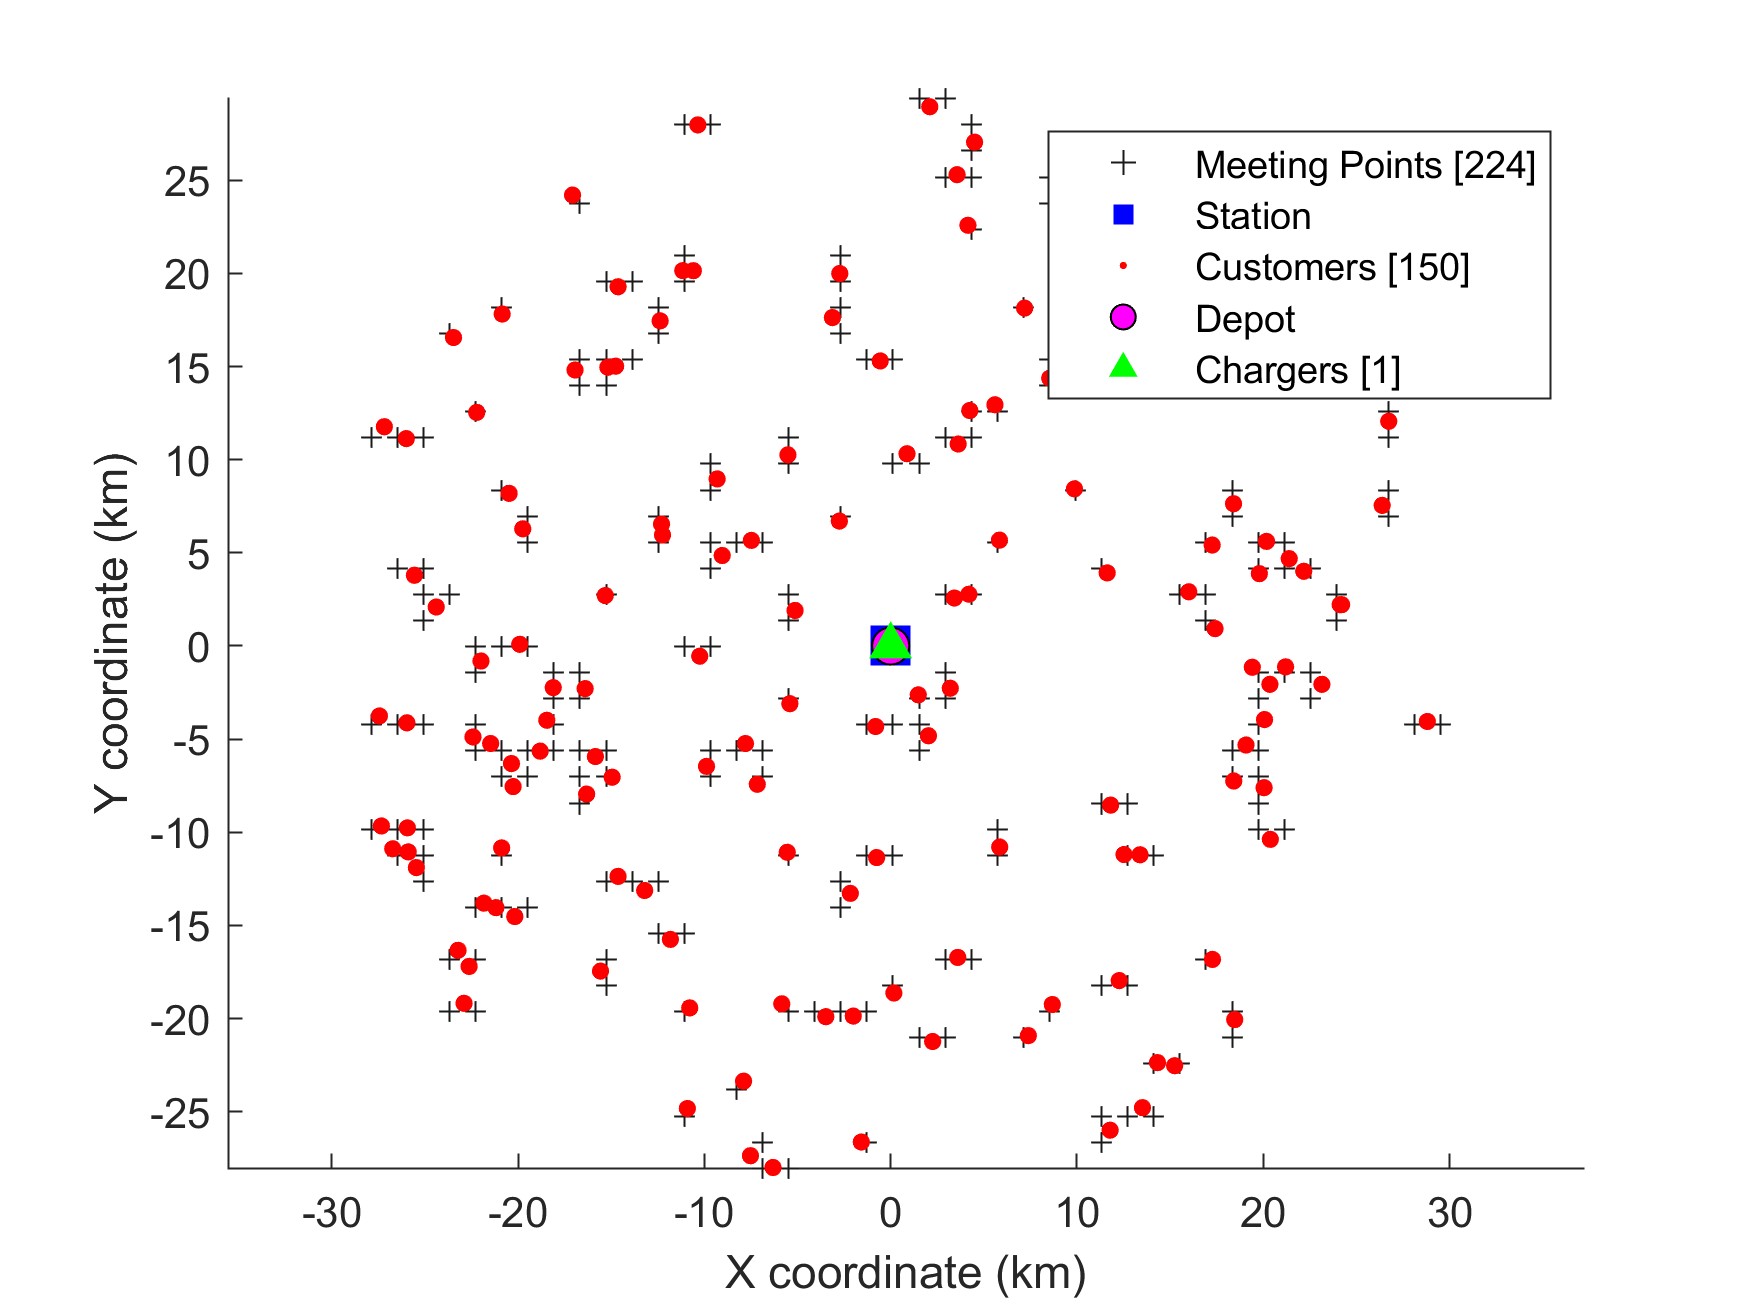 25
20
15
10
5
0
-5
-10
-15
-20
-25
Y coordinate (km)
Meeting Points [224]
Station
Customers [150]
Depot
Chargers [1]
-30 -20 -10 0 10 20 30
X coordinate (km)